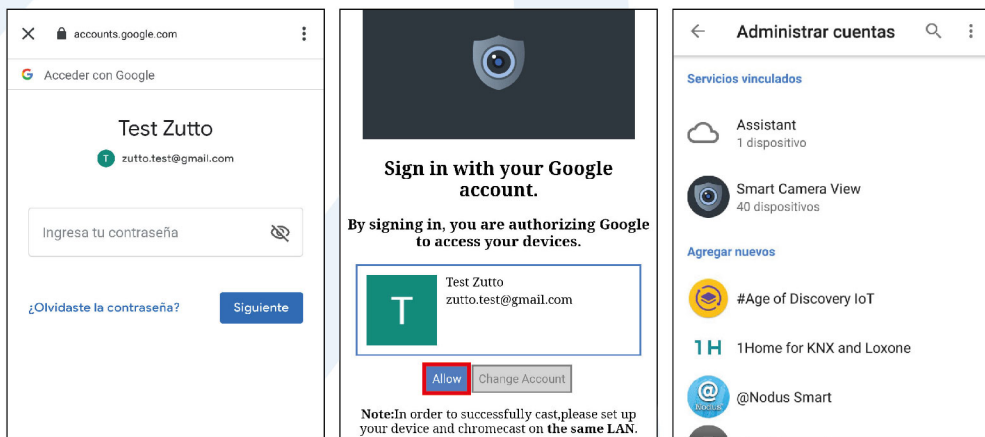 accounts.google.com
G Acceder con Google
Test Zutto
T zutto.test@gmail.com
Ingresa tu contraseña
¿Olvidaste la contraseña?
Siguiente
Sign in with your Google
account.
By signing in, you are authorizing Google
to access your devices.
T
Test Zutto
zutto.test@gmail.com
Allow
Change Account
Note:In order to successfully cast,please set up
your device and chromecast on the same LAN.
Administrar cuentas
Servicios vinculados
Assistant
1 dispositivo
Smart Camera View
40 dispositivos
Agregar nuevos
#Age of Discovery IoT
1H 1Home for KNX and Loxone
@
Nodus
@Nodus Smart